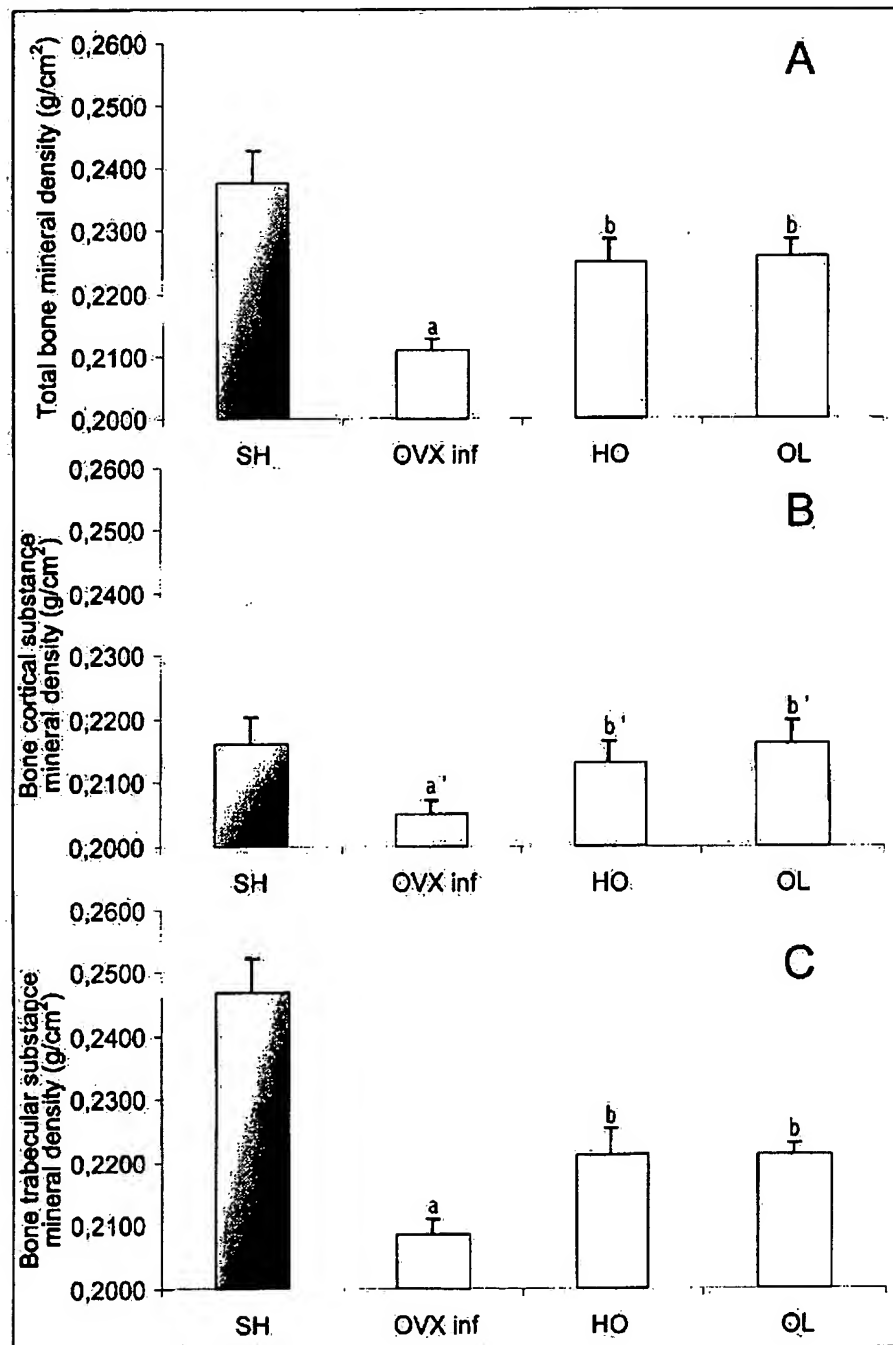 A
Total bone mineral density (g/cm²)
0,2600
0,2500
0,2400
0,2300
0,2200
0,2100
0,2000
a
b
b
SH
OVX inf
HO
OL
B
Bone cortical substance
mineral density (g/cm²)
0,2600
0,2500
0,2400
0,2300
0,2200
0,2100
0,2000
a'
b'
b'
SH
OVX inf
HO
OL
C
Bone trabecular substance
mineral density (g/cm²)
0,2600
0,2500
0,2400
0,2300
0,2200
0,2100
0,2000
a
b
b
SH
OVX inf
HO
OL